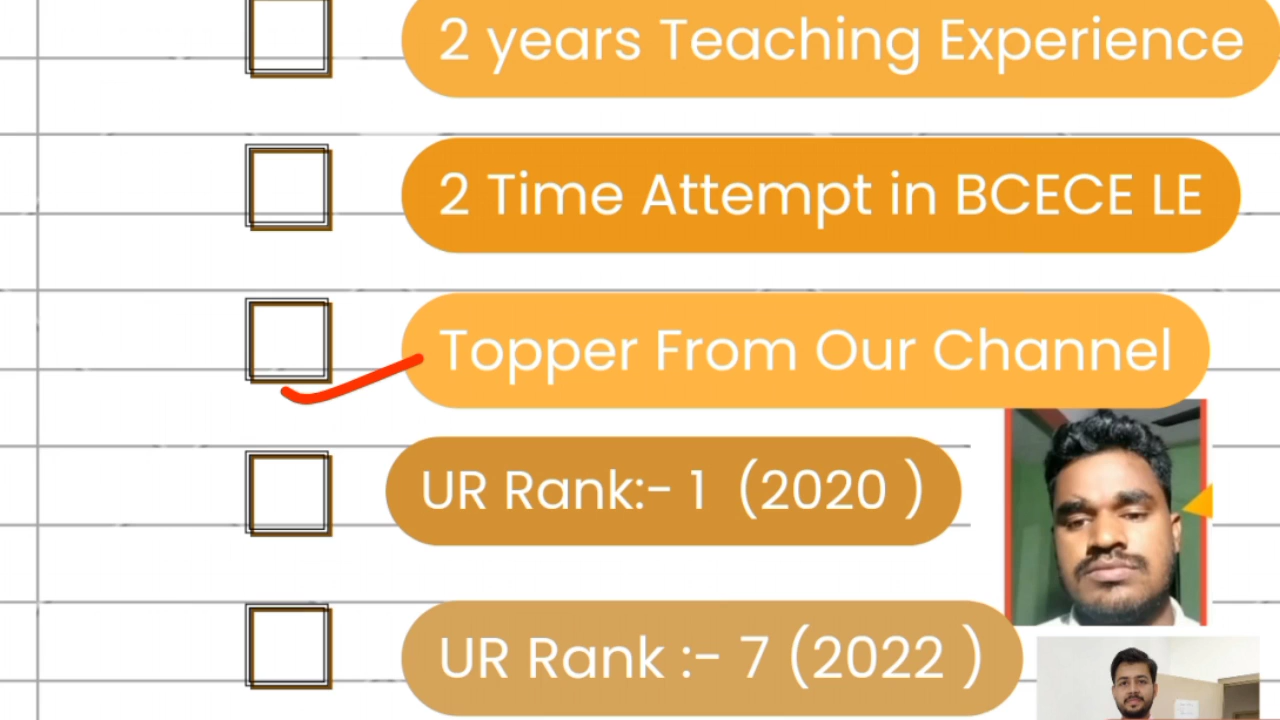 2 years Teaching Experience
2 Time Attempt in BCECE LE
Topper From Our Channel
UR Rank:- 1 (2020 )
UR Rank :- 7 (2022 )